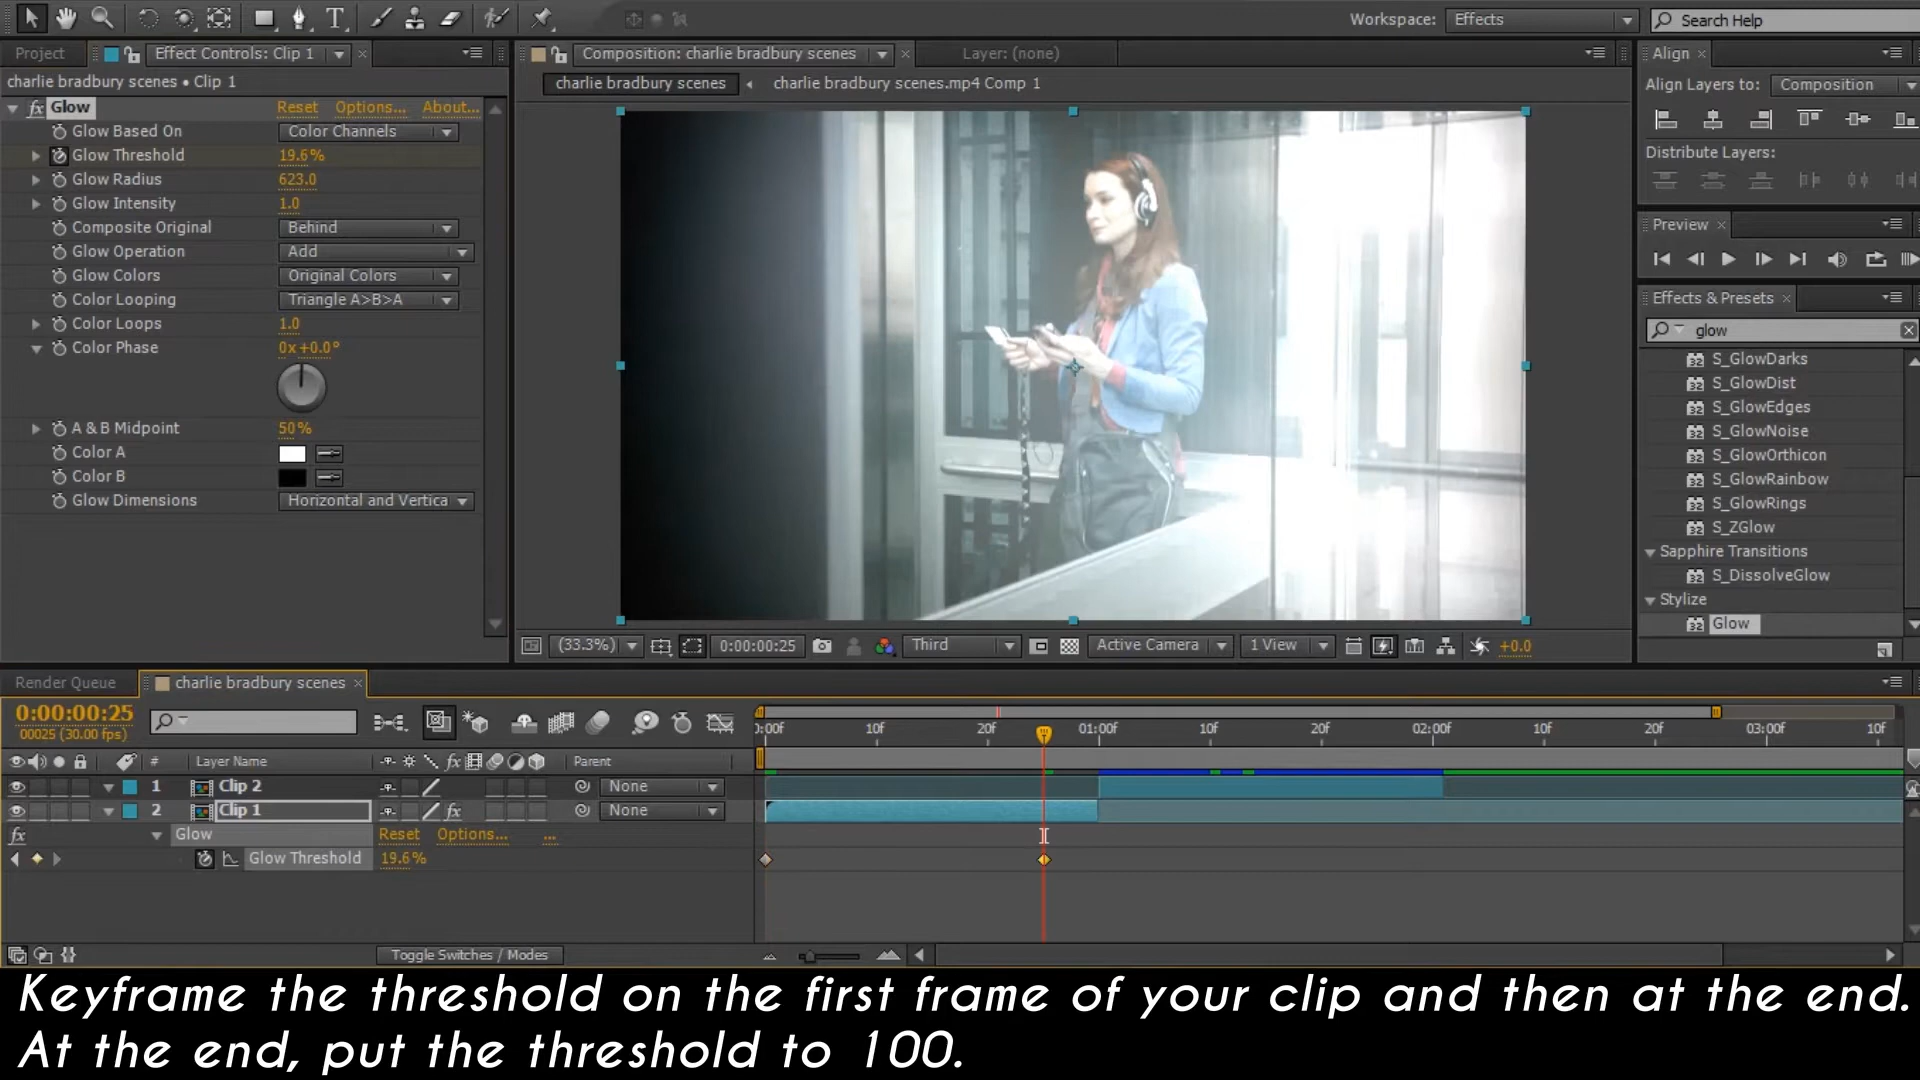 Workspace: Effects Search Help
Project Effect Controls: Clip 1 Composition: charlie bradbury scenes Layer: (none) Align
charlie bradbury scenes • Clip 1
charlie bradbury scenes charlie bradbury scenes.mp4 Comp 1
fx Glow Reset Options... About...
Glow Based On Color Channels
Glow Threshold 19.6%
Glow Radius 623.0
Glow Intensity 1.0
Composite Original Behind
Glow Operation Add
Glow Colors Original Colors
Color Looping Triangle A>B>A
Color Loops 1.0
Color Phase 0x+0.0°
A & B Midpoint 50%
Color A
Color B
Glow Dimensions Horizontal and Vertica
Align Layers to: Composition
Distribute Layers:
Preview
Effects & Presets
glow
S_GlowDarks
S_GlowDist
S_GlowEdges
S_GlowNoise
S_GlowOrthicon
S_GlowRainbow
S_GlowRings
S_ZGlow
Sapphire Transitions
S_DissolveGlow
Stylize
Glow
(33.3%) 0:00:00:25 Third Active Camera 1 View +0.0
Render Queue charlie bradbury scenes
0:00:00:25
00025 (30.00 fps)
0:00f 10f 20f 01:00f 10f 20f 02:00f 10f 20f 03:00f 10f
# Layer Name fx Parent
1 Clip 2 None
2 Clip 1 fx None
fx Glow Reset Options... ...
Glow Threshold 19.6%
Toggle Switches / Modes
Keyframe the threshold on the first frame of your clip and then at the end.
At the end, put the threshold to 100.